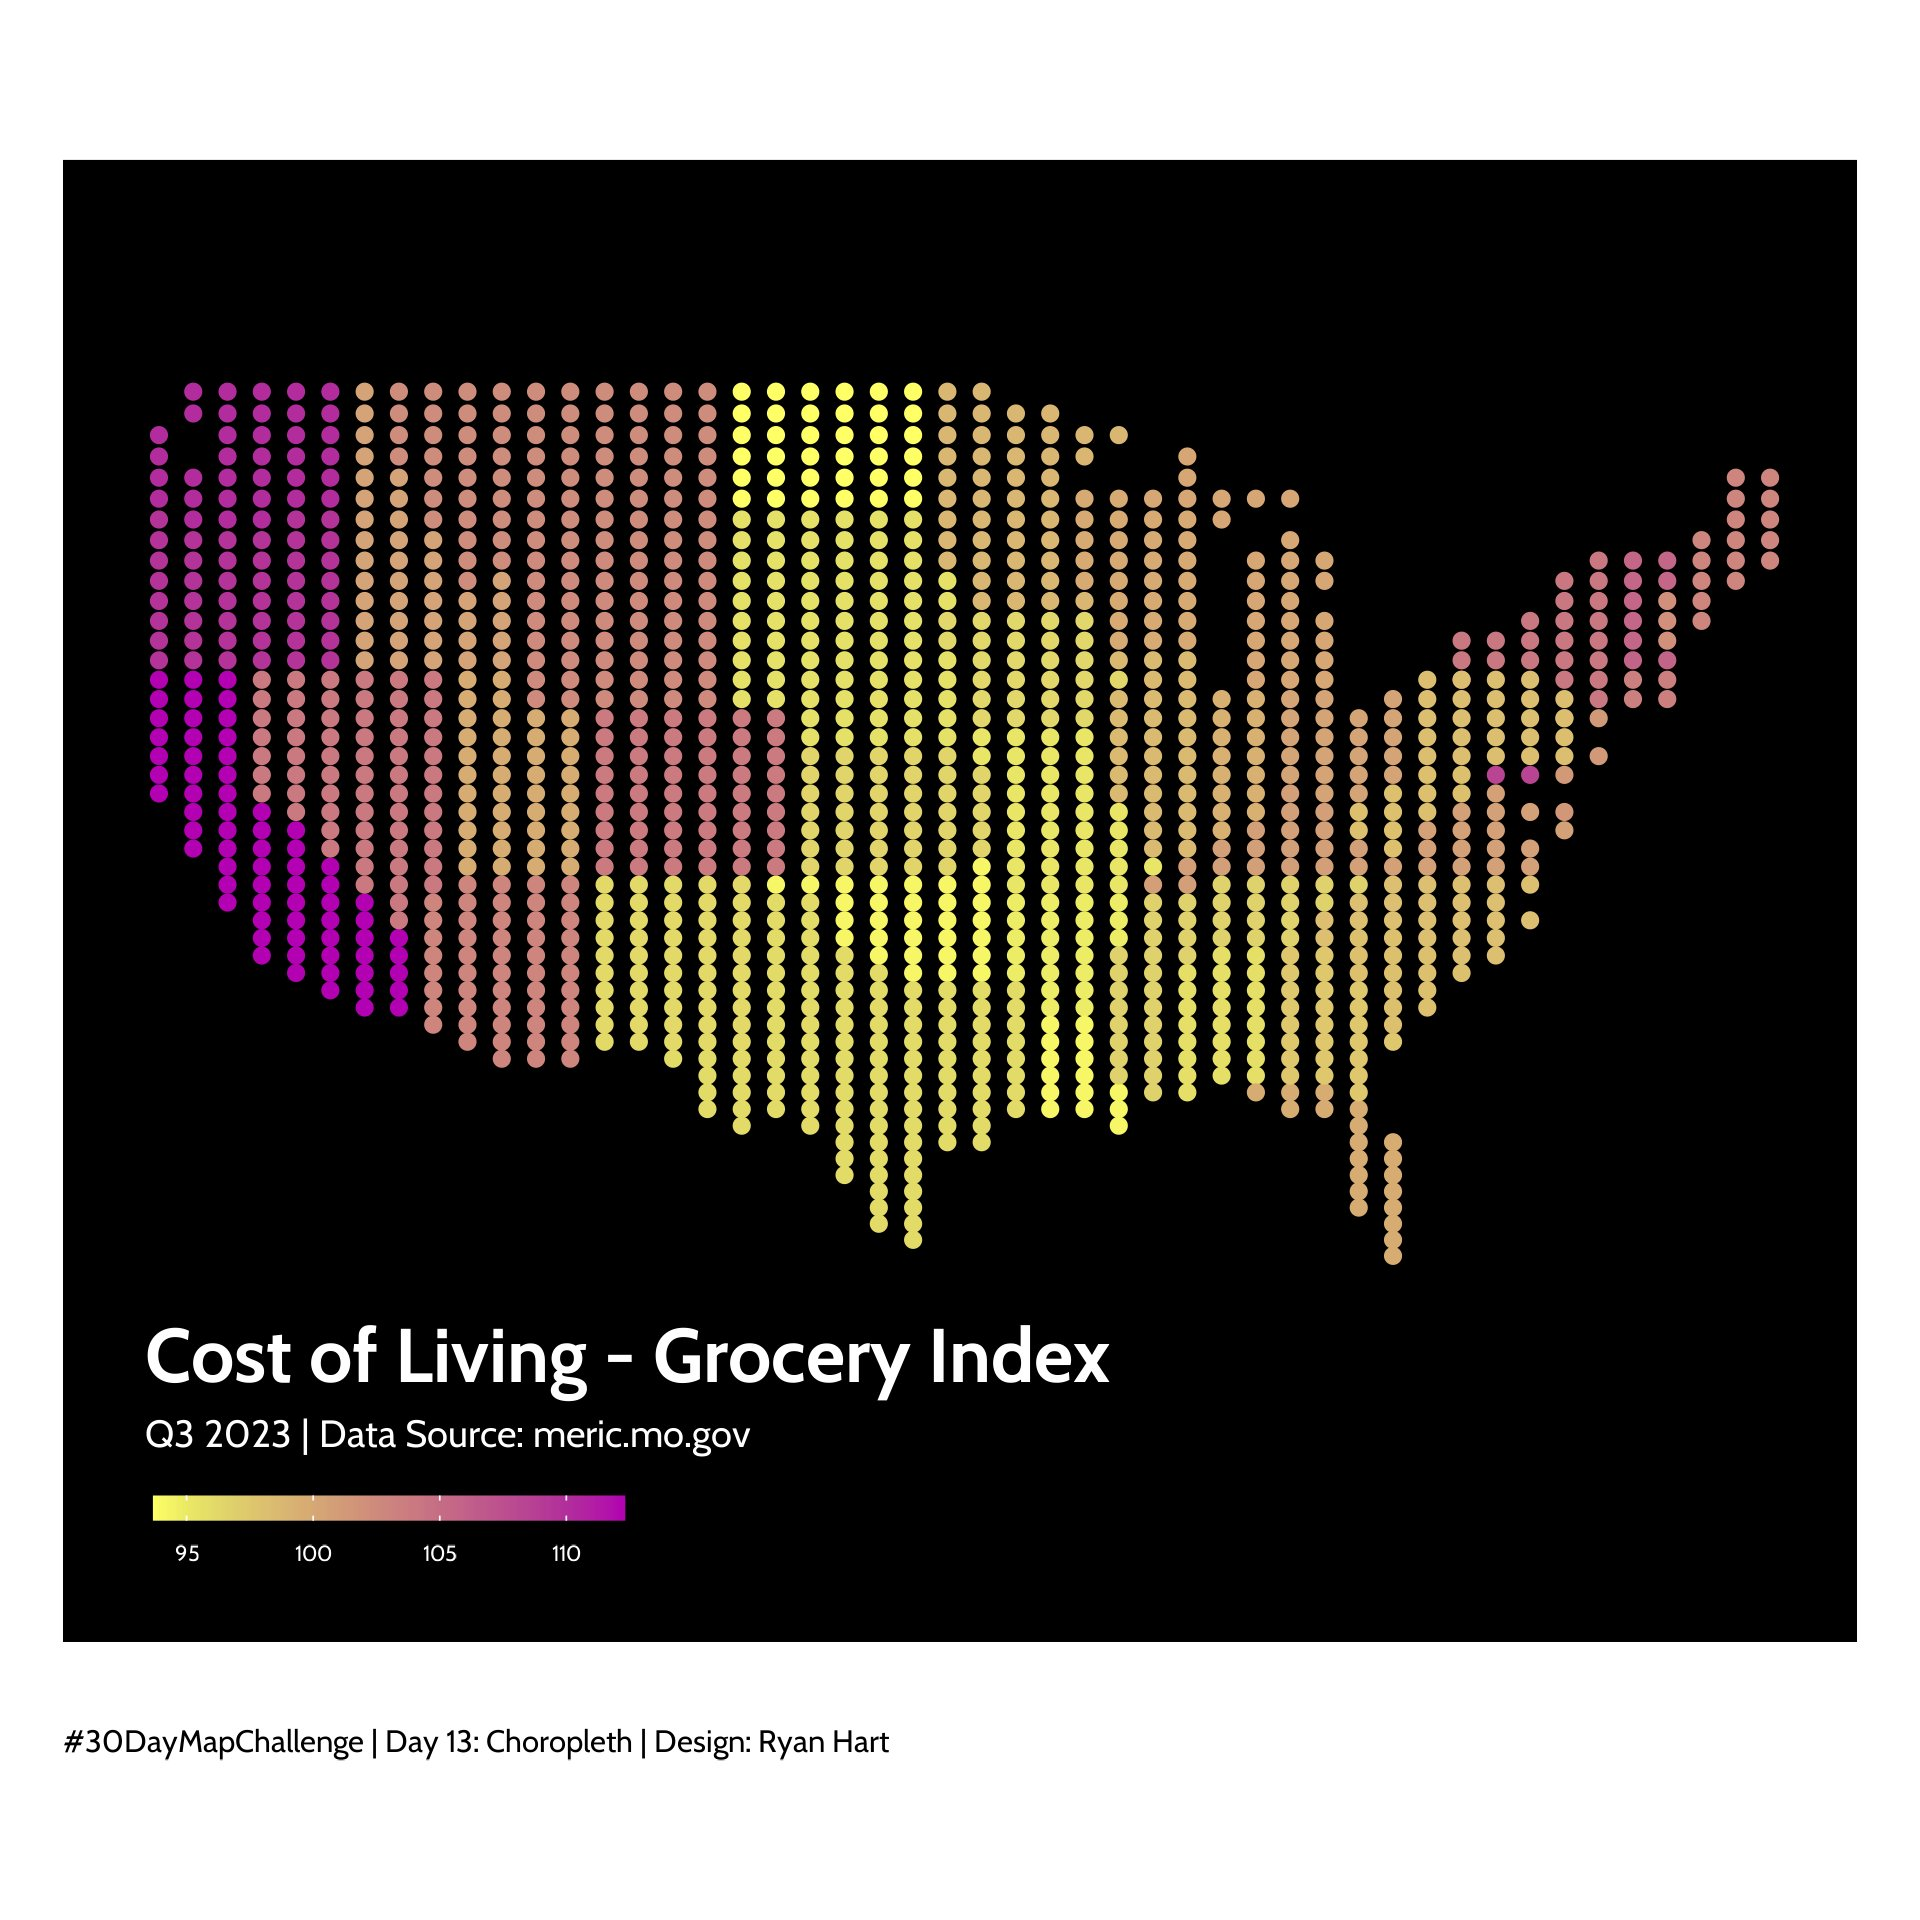 Cost of Living - Grocery Index
Q3 2023 | Data Source: meric.mo.gov
95 100 105 110
#30DayMapChallenge | Day 13: Choropleth | Design: Ryan Hart